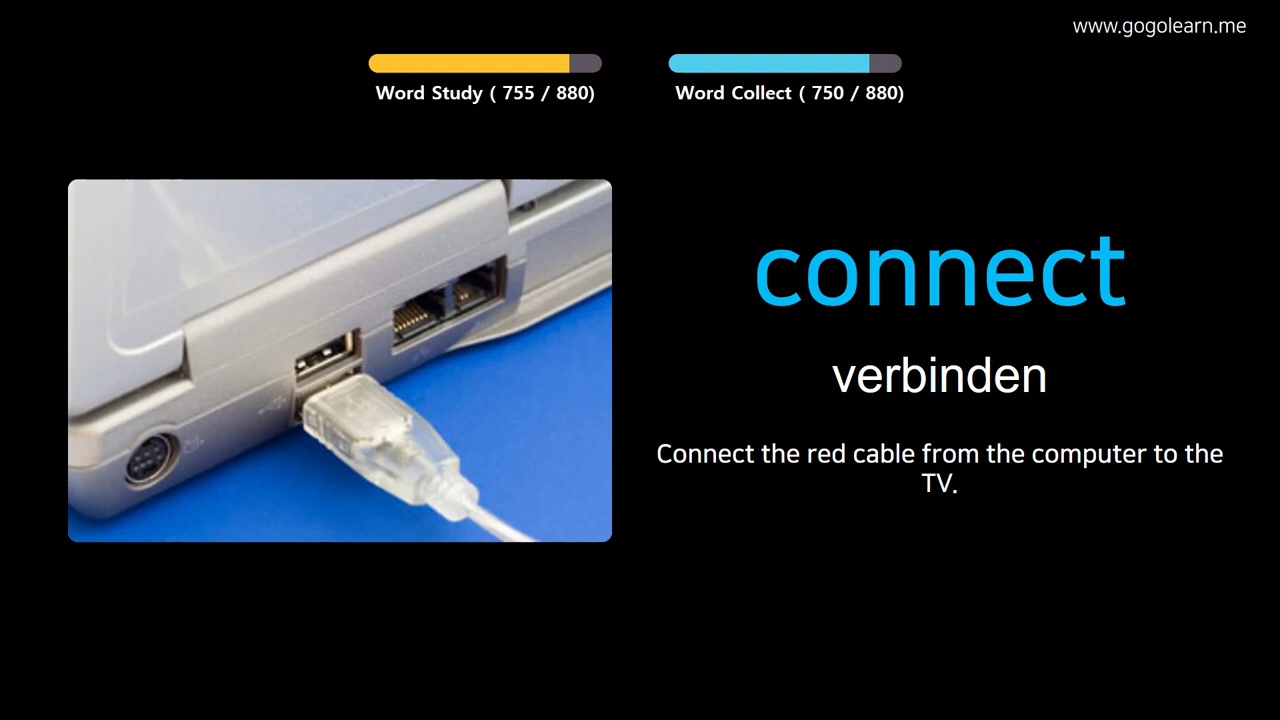 www.gogolearn.me
Word Study ( 755 / 880)
Word Collect ( 750 / 880)
connect
verbinden
Connect the red cable from the computer to the
TV.